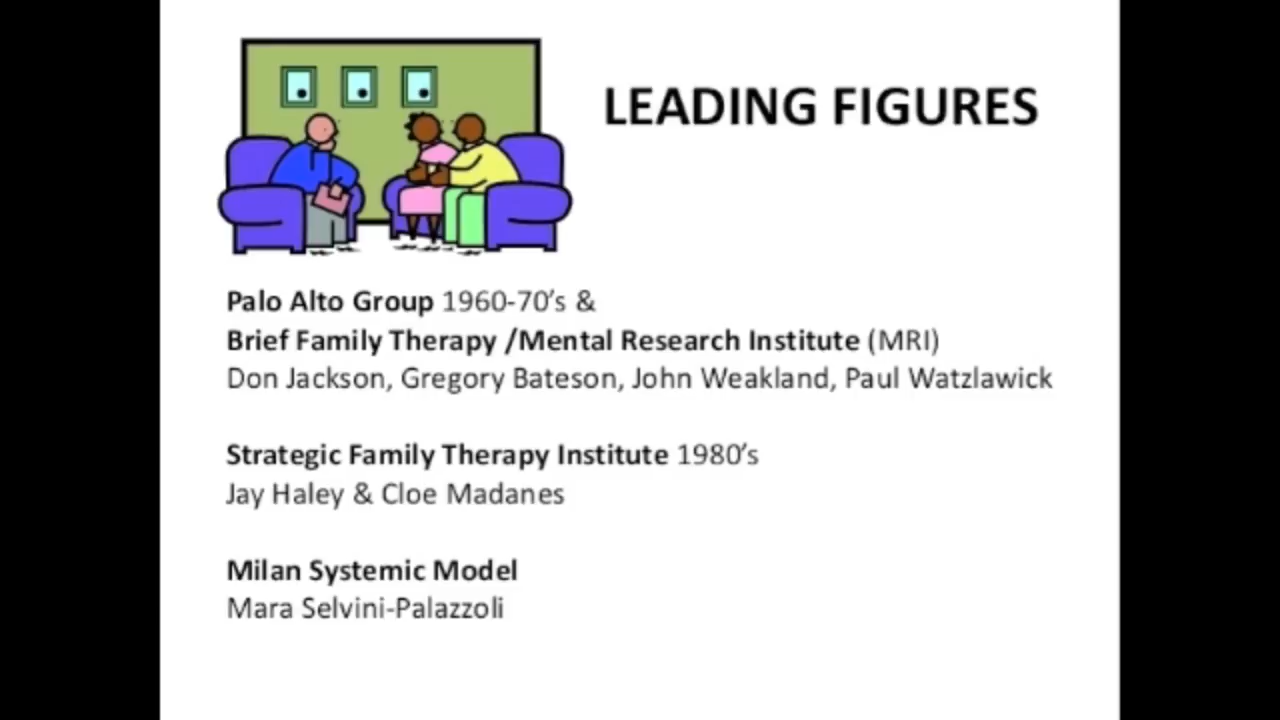 LEADING FIGURES
Palo Alto Group 1960-70’s &
Brief Family Therapy /Mental Research Institute (MRI)
Don Jackson, Gregory Bateson, John Weakland, Paul Watzlawick
Strategic Family Therapy Institute 1980’s
Jay Haley & Cloe Madanes
Milan Systemic Model
Mara Selvini-Palazzoli